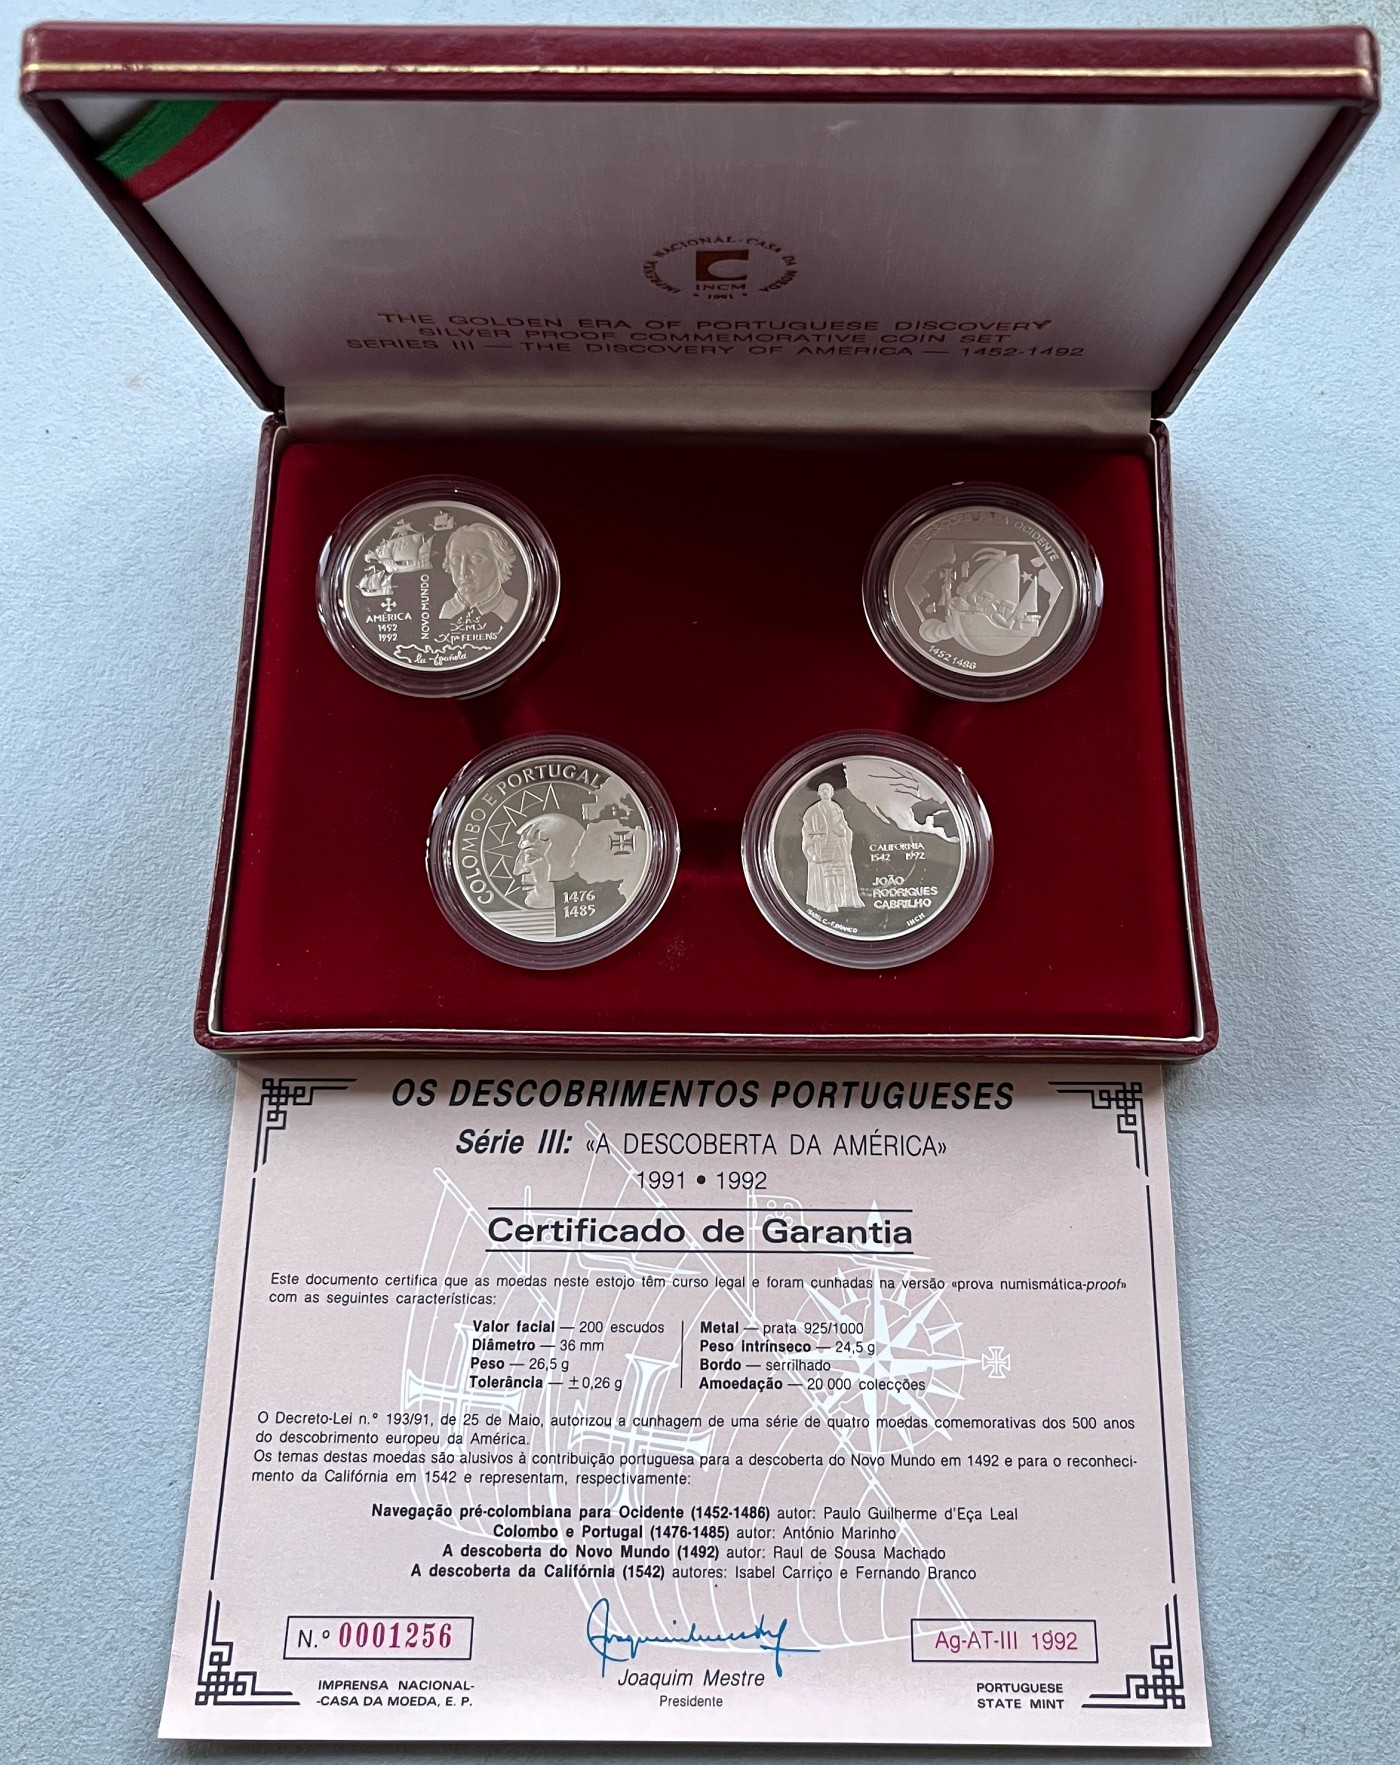 IMPRENSA NACIONAL-CASA DA MOEDA
INCM
1991
THE GOLDEN ERA OF PORTUGUESE DISCOVERY
SILVER PROOF COMMEMORATIVE COIN SET
SERIES III — THE DISCOVERY OF AMERICA — 1452-1492
AMÉRICA
1492
1992
NOVO MUNDO
XPOFERENS
la Española
OCIDENTE
1452 1486
COLOMBO E PORTUGAL
1476
1485
CALIFÓRNIA
1542 1992
JOÃO
RODRIGUES
CABRILHO
ISABEL C.-F.BRANCO
INCM
OS DESCOBRIMENTOS PORTUGUESES
Série III: «A DESCOBERTA DA AMÉRICA»
1991 • 1992
Certificado de Garantia
Este documento certifica que as moedas neste estojo têm curso legal e foram cunhadas na versão «prova numismática-proof»
com as seguintes características:
Valor facial — 200 escudos
Diâmetro — 36 mm
Peso — 26,5 g
Tolerância — ±0,26 g
Metal — prata 925/1000
Peso Intrínseco — 24,5 g
Bordo — serrilhado
Amoedação — 20 000 colecções
O Decreto-Lei n.º 193/91, de 25 de Maio, autorizou a cunhagem de uma série de quatro moedas comemorativas dos 500 anos
do descobrimento europeu da América.
Os temas destas moedas são alusivos à contribuição portuguesa para a descoberta do Novo Mundo em 1492 e para o reconheci-
mento da Califórnia em 1542 e representam, respectivamente:
Navegação pré-colombiana para Ocidente (1452-1486) autor: Paulo Guilherme d'Eça Leal
Colombo e Portugal (1476-1485) autor: António Marinho
A descoberta do Novo Mundo (1492) autor: Raul de Sousa Machado
A descoberta da Califórnia (1542) autores: Isabel Carriço e Fernando Branco
N.º 0001256
Joaquim Mestre
Presidente
Ag-AT-III 1992
IMPRENSA NACIONAL-
-CASA DA MOEDA, E. P.
PORTUGUESE
STATE MINT